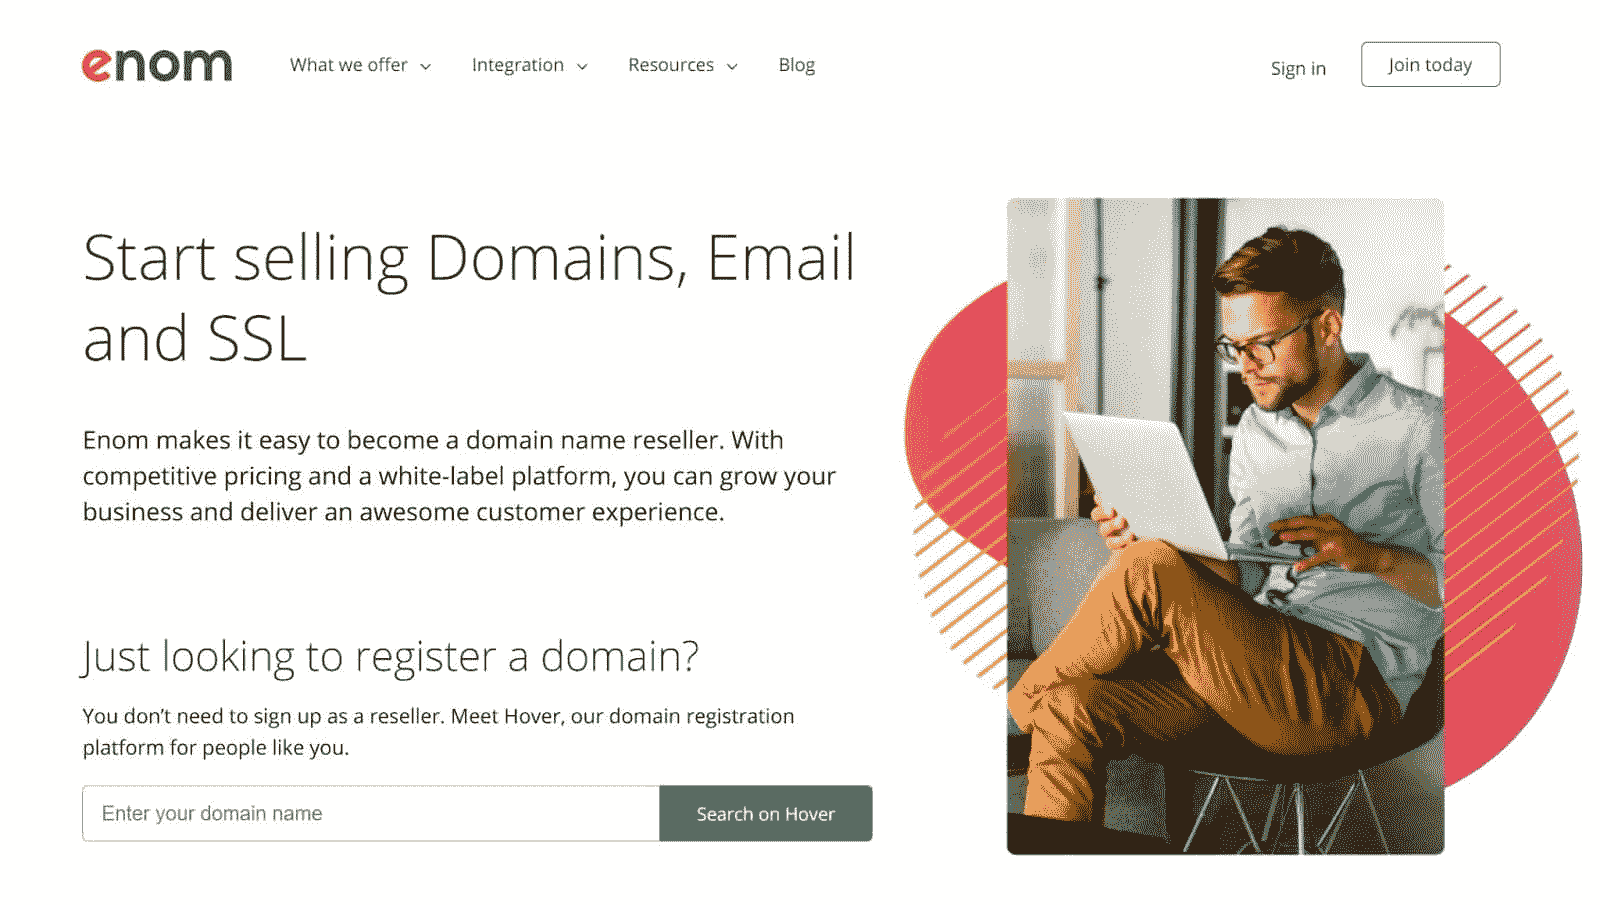 enom
What we offer
Integration
Resources
Blog
Sign in
Join today
Start selling Domains, Email
and SSL
Enom makes it easy to become a domain name reseller. With
competitive pricing and a white-label platform, you can grow your
business and deliver an awesome customer experience.
Just looking to register a domain?
You don’t need to sign up as a reseller. Meet Hover, our domain registration
platform for people like you.
Enter your domain name
Search on Hover